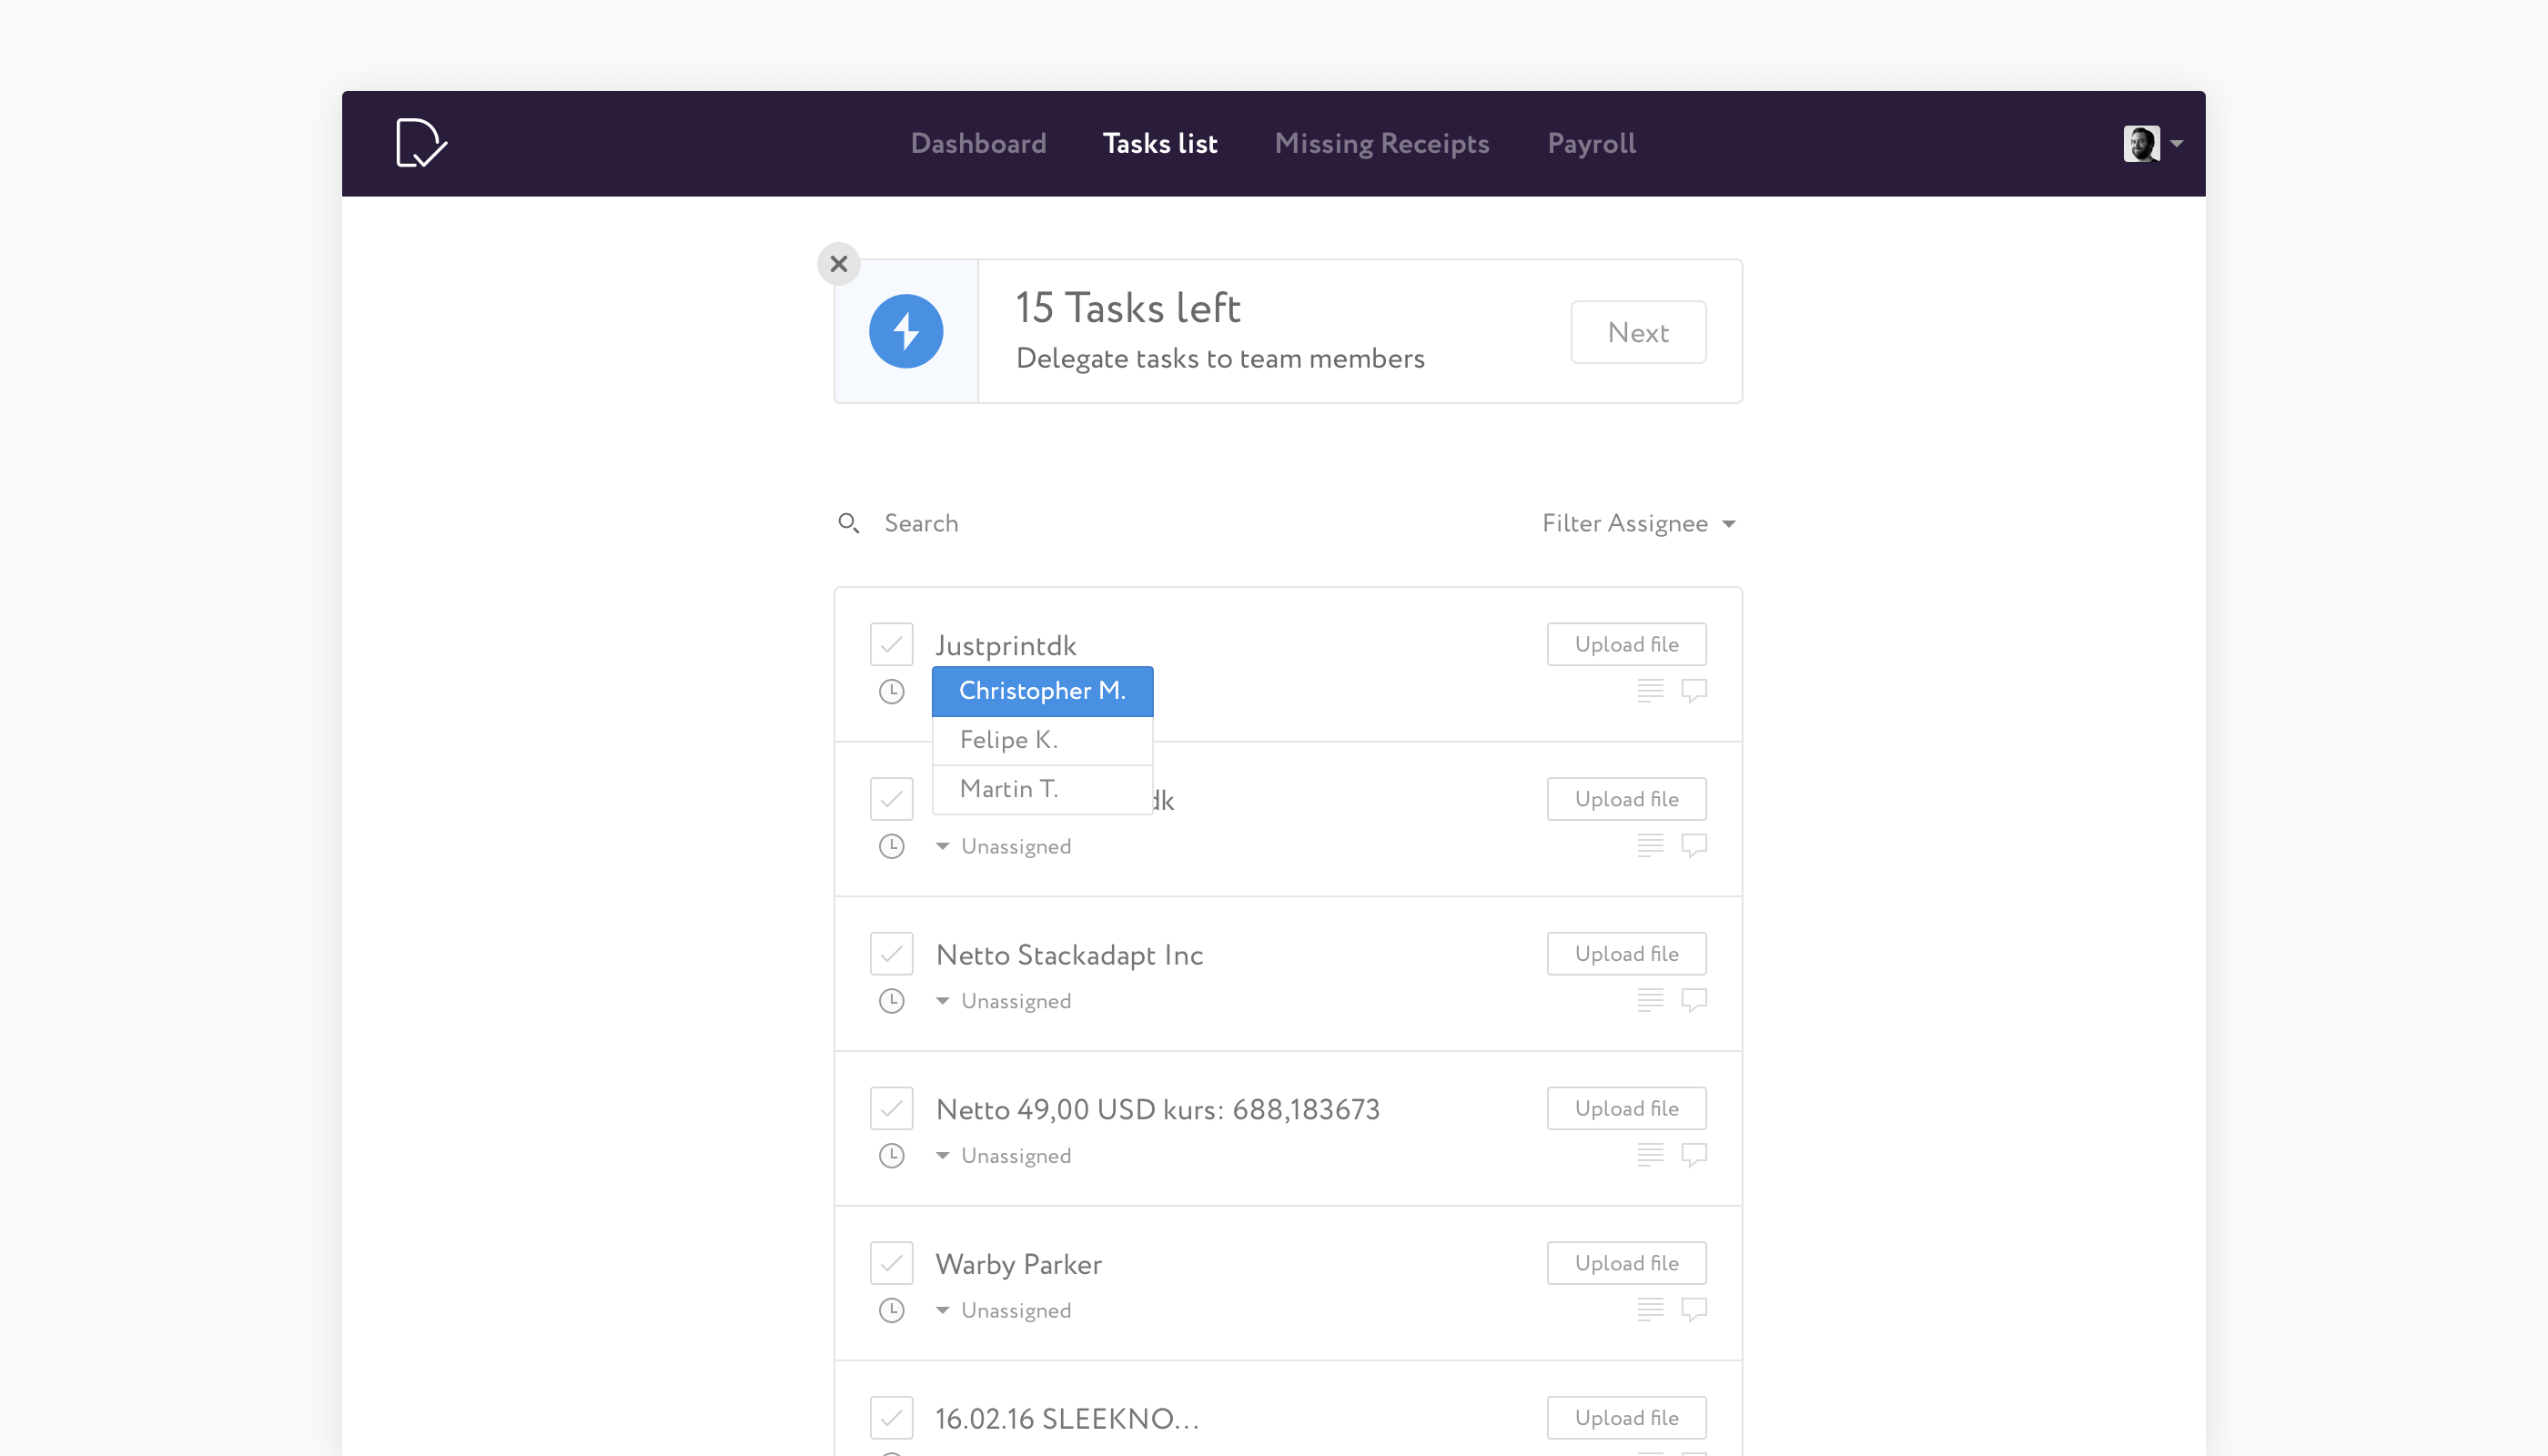 Dashboard Tasks list Missing Receipts Payroll
15 Tasks left
Delegate tasks to team members
Next
Search
Filter Assignee
Justprintdk
Upload file
Christopher M.
Felipe K.
Martin T.
dk
Upload file
Unassigned
Netto Stackadapt Inc
Upload file
Unassigned
Netto 49,00 USD kurs: 688,183673
Upload file
Unassigned
Warby Parker
Upload file
Unassigned
16.02.16 SLEEKNO...
Upload file